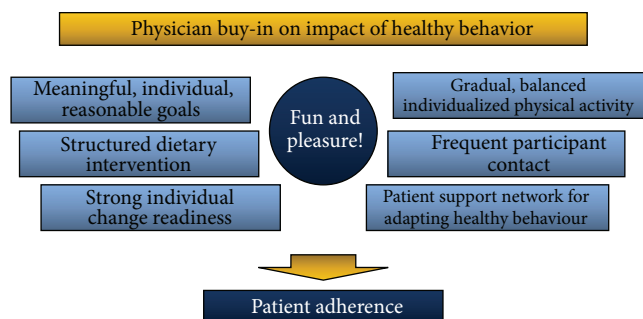 Physician buy-in on impact of healthy behavior
Meaningful, individual,
reasonable goals
Structured dietary
intervention
Strong individual
change readiness
Fun and
pleasure!
Gradual, balanced
individualized physical activity
Frequent participant
contact
Patient support network for
adapting healthy behaviour
Patient adherence